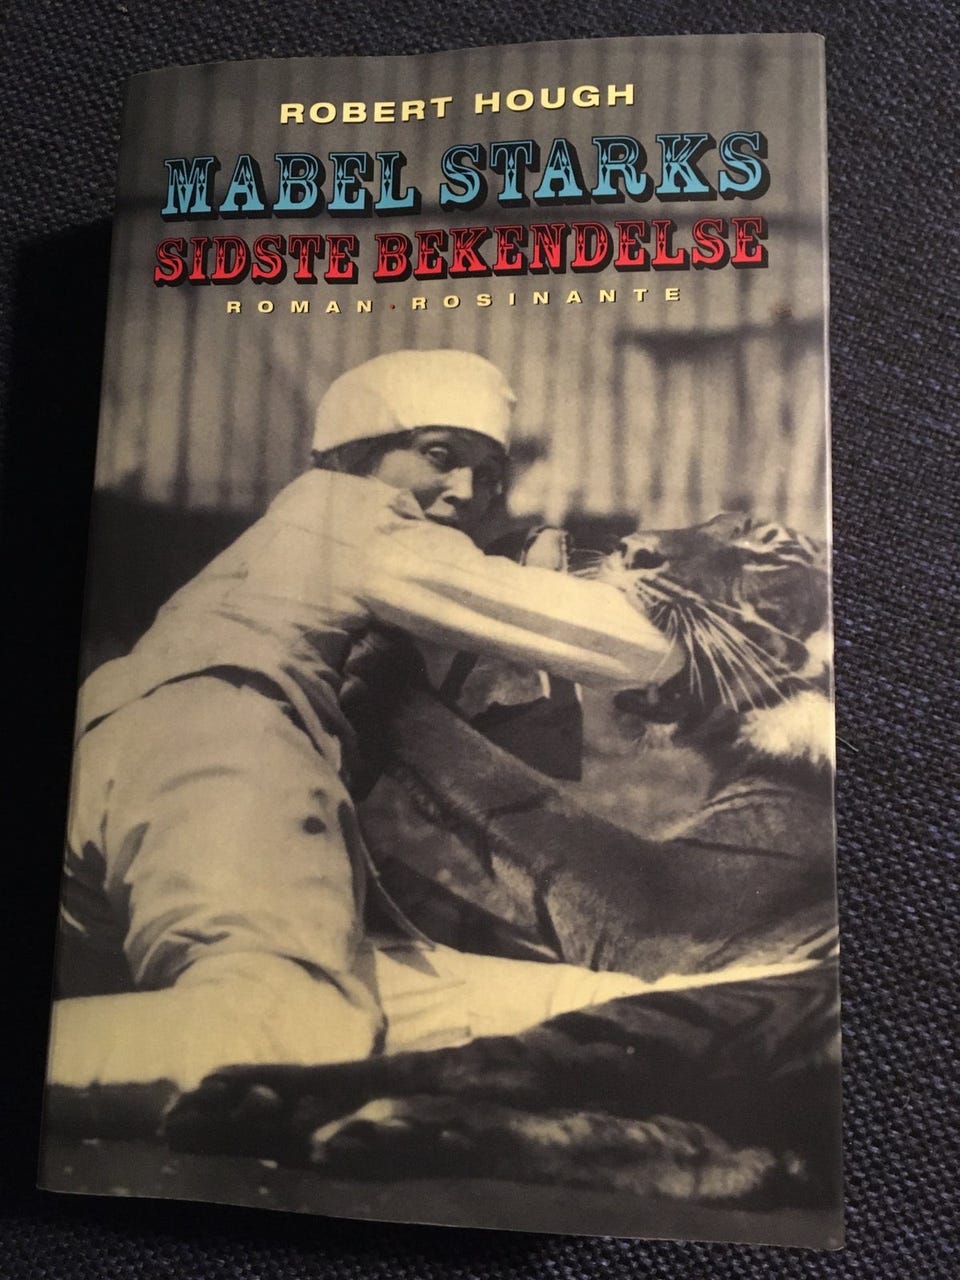 ROBERT HOUGH
MABEL STARKS
SIDSTE BEKENDELSE
ROMAN · ROSINANTE